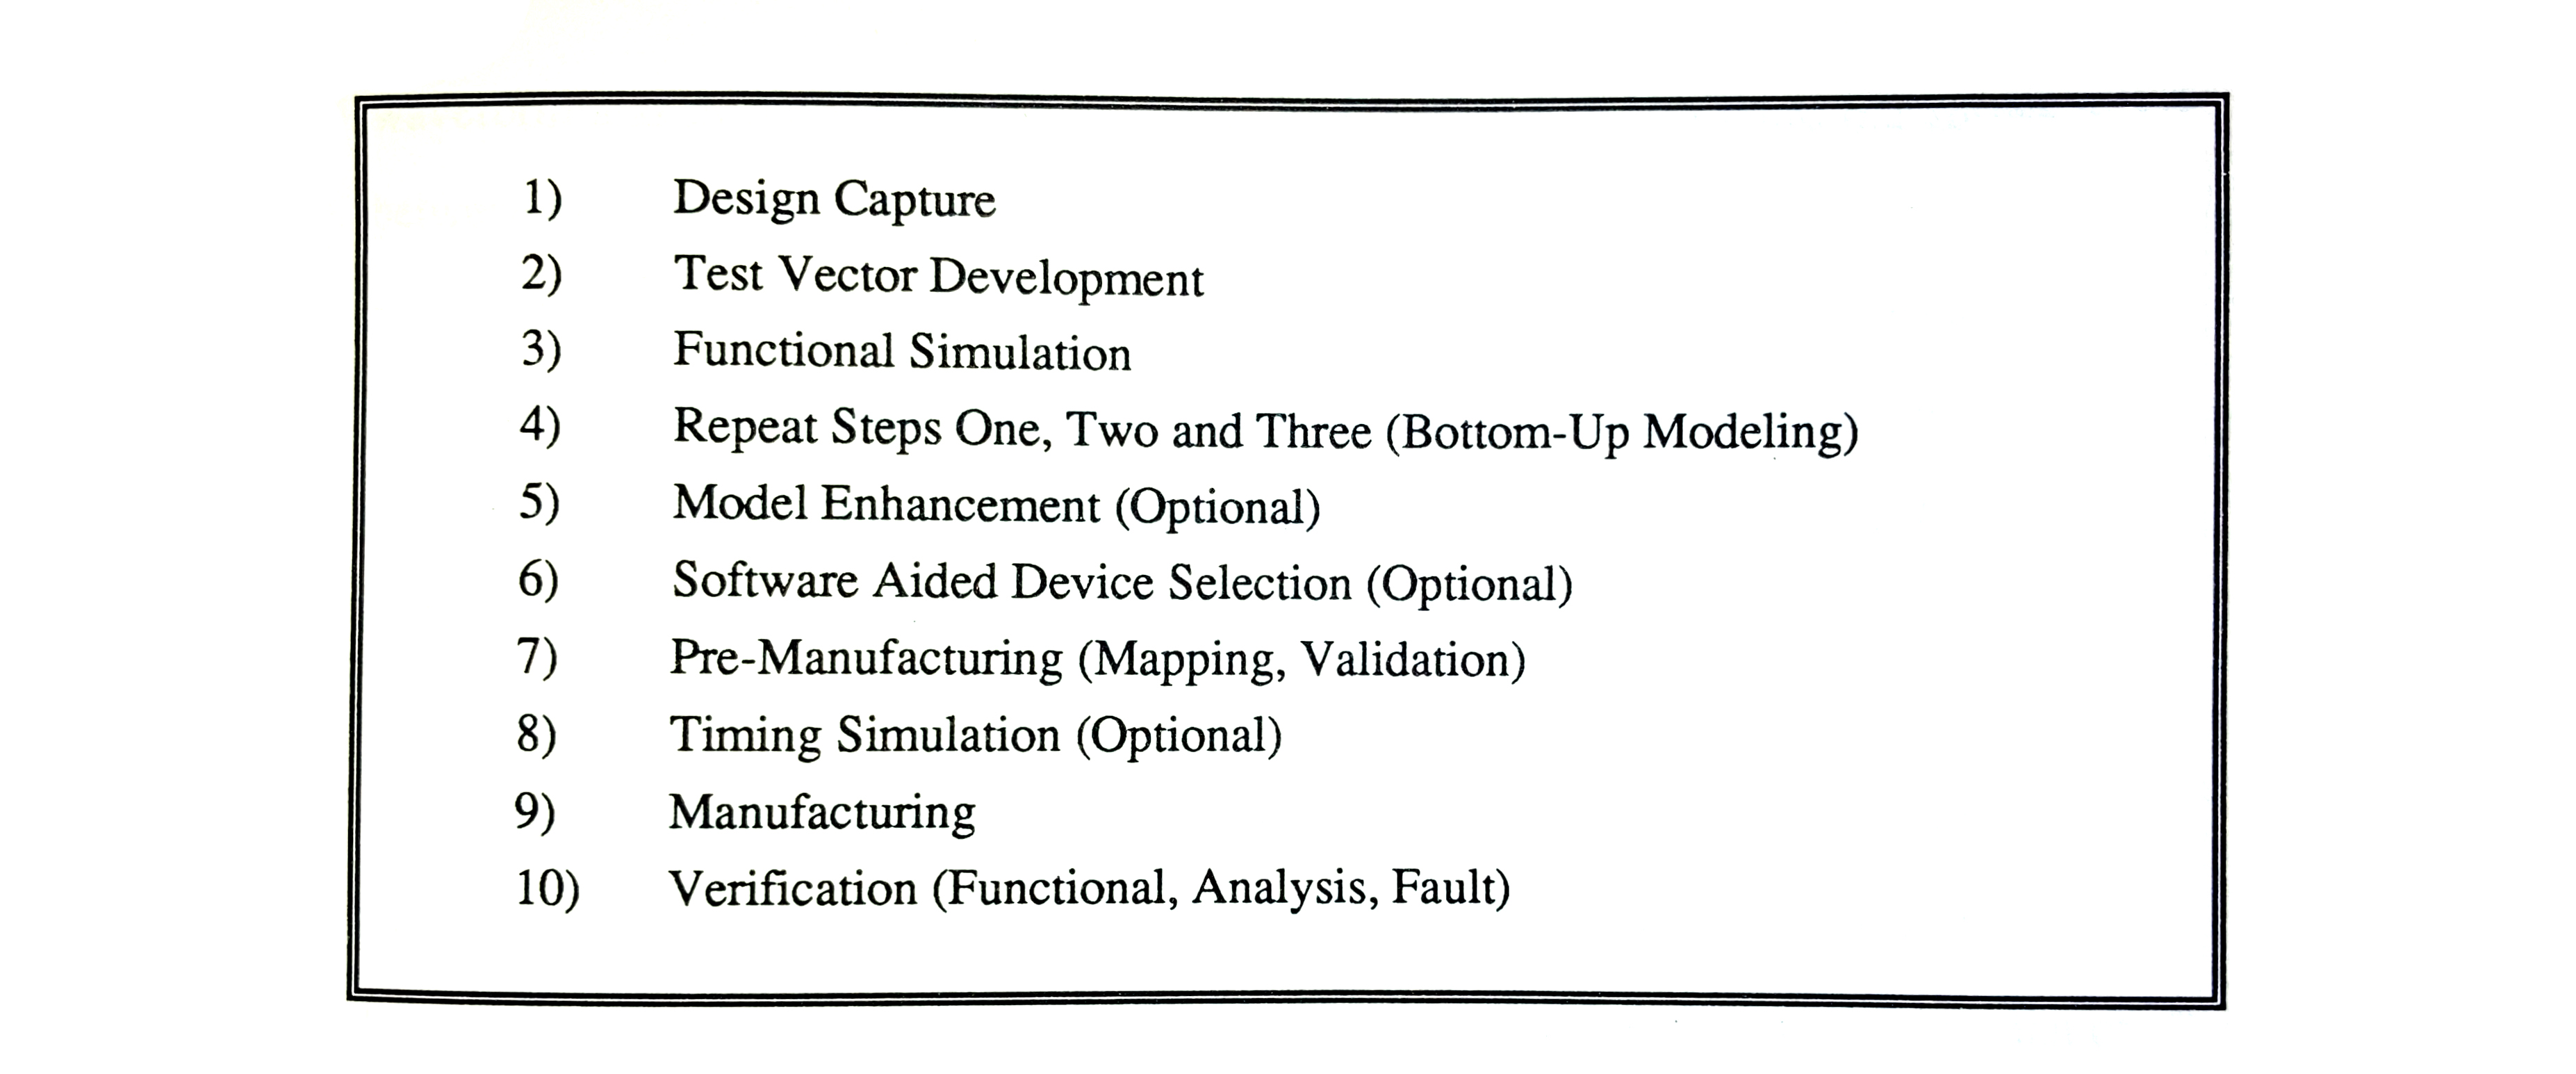 1) Design Capture
2) Test Vector Development
3) Functional Simulation
4) Repeat Steps One, Two and Three (Bottom-Up Modeling)
5) Model Enhancement (Optional)
6) Software Aided Device Selection (Optional)
7) Pre-Manufacturing (Mapping, Validation)
8) Timing Simulation (Optional)
9) Manufacturing
10) Verification (Functional, Analysis, Fault)